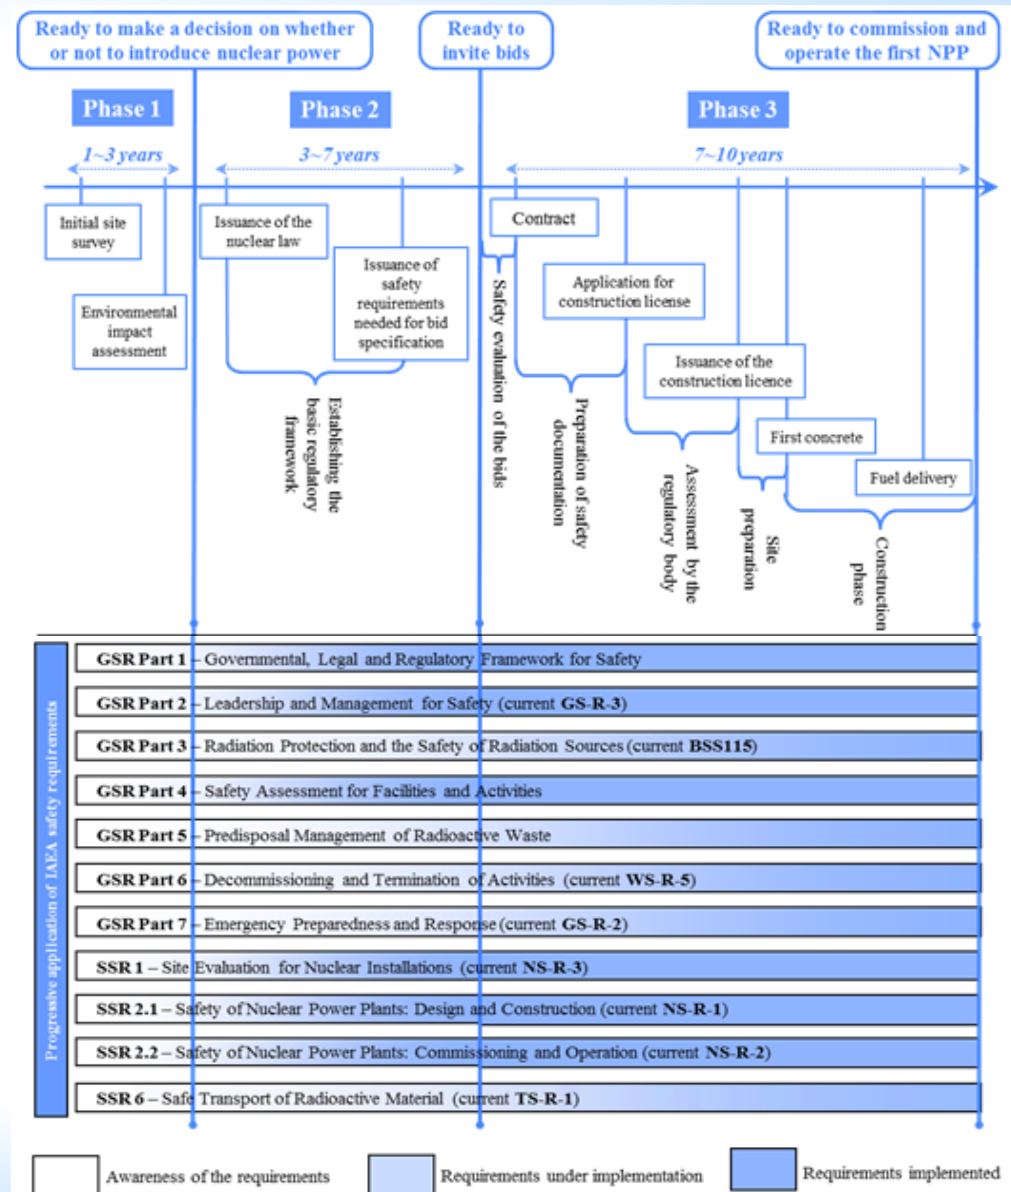 Ready to make a decision on whether
or not to introduce nuclear power
Ready to
invite bids
Ready to commission and
operate the first NPP
Phase 1
Phase 2
Phase 3
1~3 years
3~7 years
7~10 years
Initial site
survey
Environmental
impact
assessment
Issuance of the
nuclear law
Issuance of
safety
requirements
needed for bid
specification
Contract
Application for
construction license
Issuance of the
construction licence
First concrete
Fuel delivery
Establishing the
basic regulatory
framework
Safety evaluation of the bids
Preparation of safety
documentation
Assessment by the
regulatory body
Site
preparation
Construction
phase
Progressive application of IAEA safety requirements
GSR Part 1 – Governmental, Legal and Regulatory Framework for Safety
GSR Part 2 – Leadership and Management for Safety (current GS-R-3)
GSR Part 3 – Radiation Protection and the Safety of Radiation Sources (current BSS115)
GSR Part 4 – Safety Assessment for Facilities and Activities
GSR Part 5 – Predisposal Management of Radioactive Waste
GSR Part 6 – Decommissioning and Termination of Activities (current WS-R-5)
GSR Part 7 – Emergency Preparedness and Response (current GS-R-2)
SSR 1 – Site Evaluation for Nuclear Installations (current NS-R-3)
SSR 2.1 – Safety of Nuclear Power Plants: Design and Construction (current NS-R-1)
SSR 2.2 – Safety of Nuclear Power Plants: Commissioning and Operation (current NS-R-2)
SSR 6 – Safe Transport of Radioactive Material (current TS-R-1)
Awareness of the requirements
Requirements under implementation
Requirements implemented